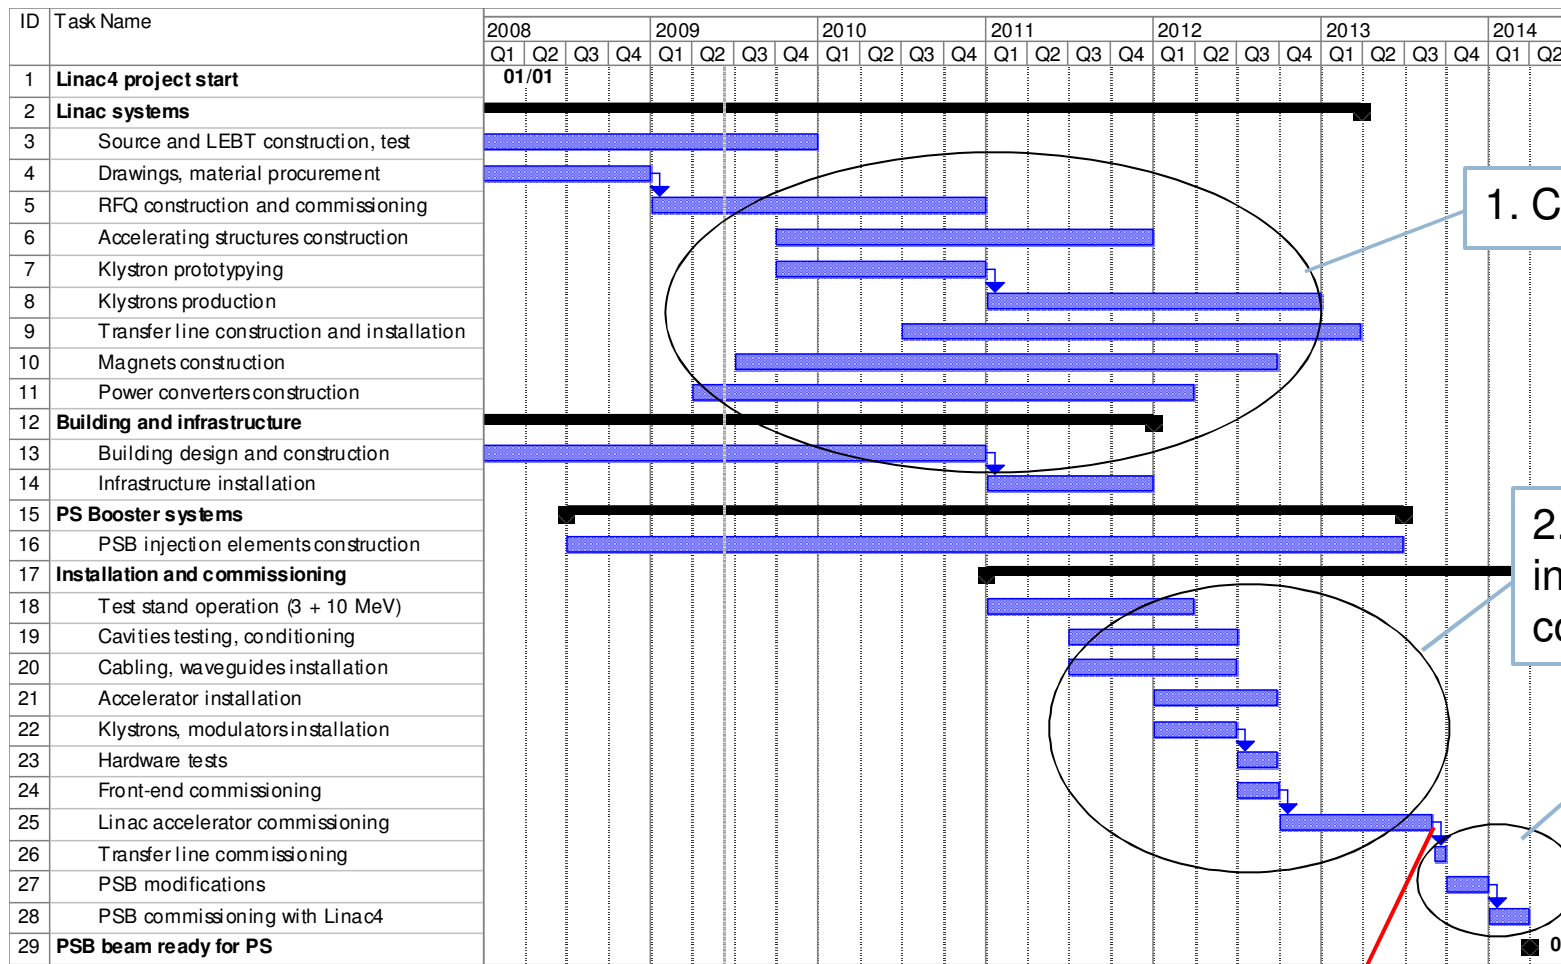 ID Task Name
2008 2009 2010 2011 2012 2013 2014
Q1 Q2 Q3 Q4 Q1 Q2 Q3 Q4 Q1 Q2 Q3 Q4 Q1 Q2 Q3 Q4 Q1 Q2 Q3 Q4 Q1 Q2 Q3 Q4 Q1 Q2
1 Linac4 project start 01/01
2 Linac systems
3 Source and LEBT construction, test
4 Drawings, material procurement
5 RFQ construction and commissioning
1. C
6 Accelerating structures construction
7 Klystron prototypying
8 Klystrons production
9 Transfer line construction and installation
10 Magnets construction
11 Power converters construction
12 Building and infrastructure
13 Building design and construction
14 Infrastructure installation
15 PS Booster systems
2.
16 PSB injection elements construction
17 Installation and commissioning
in
18 Test stand operation (3 + 10 MeV)
co
19 Cavities testing, conditioning
20 Cabling, waveguides installation
21 Accelerator installation
22 Klystrons, modulators installation
23 Hardware tests
24 Front-end commissioning
25 Linac accelerator commissioning
26 Transfer line commissioning
27 PSB modifications
28 PSB commissioning with Linac4
29 PSB beam ready for PS 0